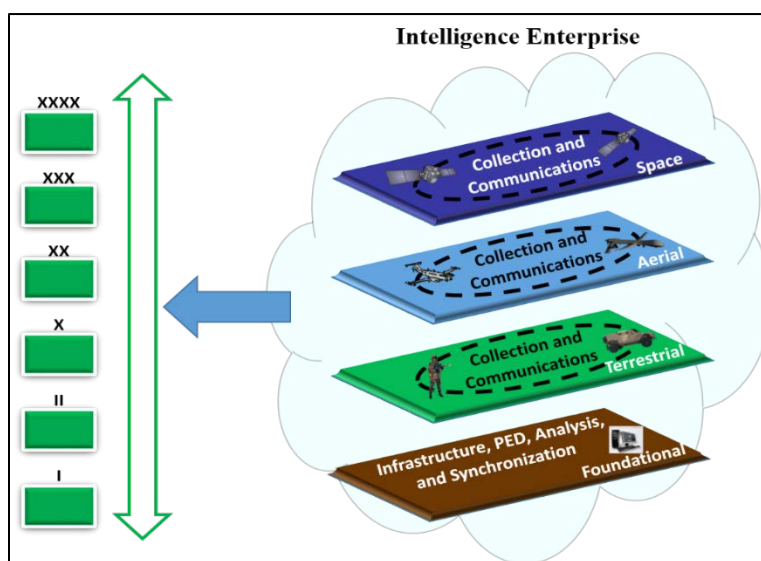 Intelligence Enterprise
XXXX
XXX
XX
X
II
I
Collection and
Communications
Space
Collection and
Communications
Aerial
Collection and
Communications
Terrestrial
Infrastructure, PED, Analysis,
and Synchronization
Foundational